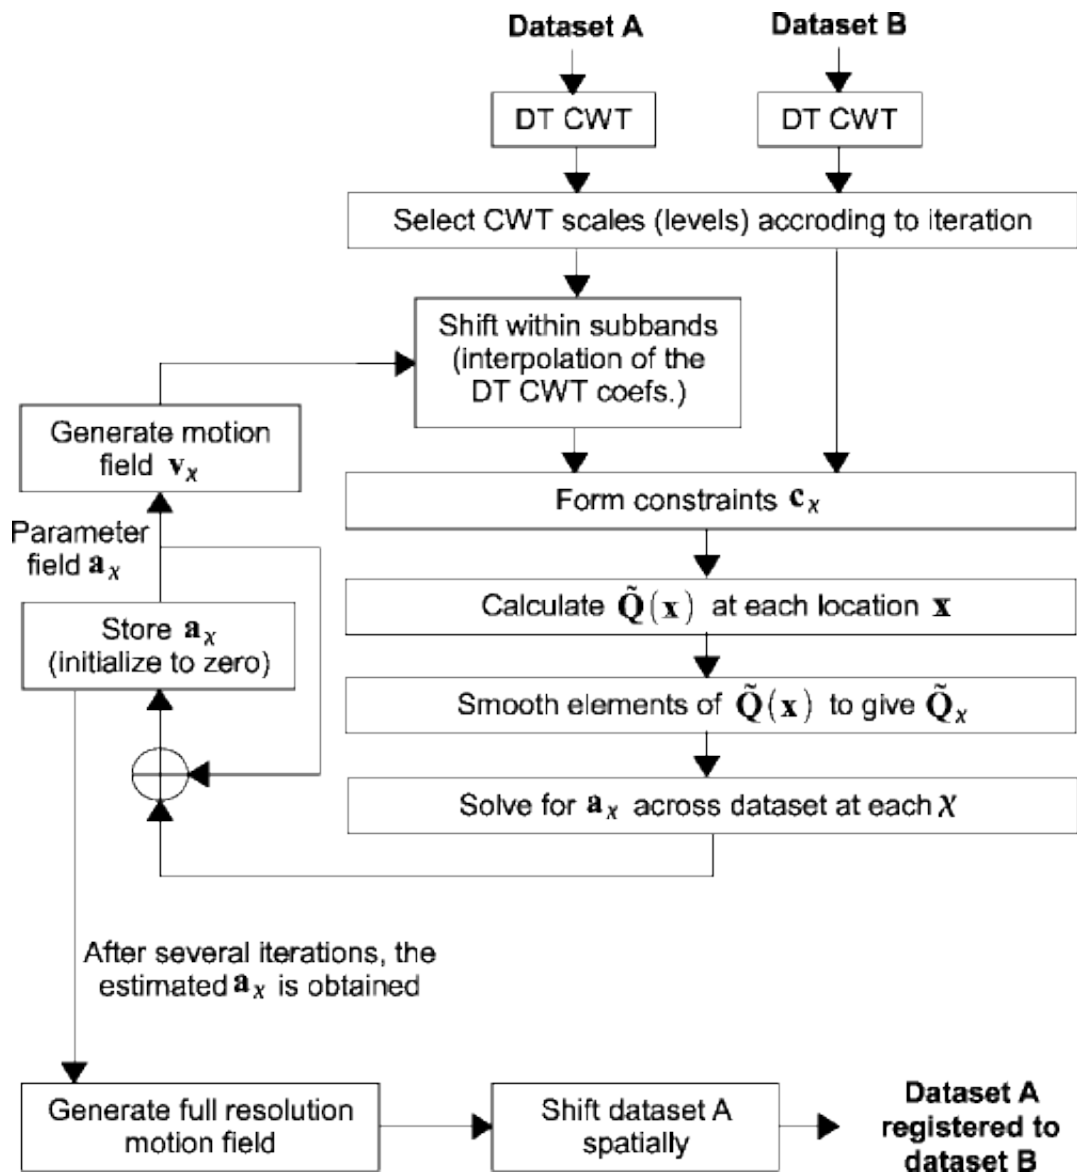 Dataset A
Dataset B
DT CWT
DT CWT
Select CWT scales (levels) accroding to iteration
Shift within subbands
(interpolation of the
DT CWT coefs.)
Generate motion
field v_χ
Form constraints c_χ
Parameter
field a_χ
Calculate Q̃(x) at each location x
Store a_χ
(initialize to zero)
Smooth elements of Q̃(x) to give Q̃_χ
Solve for a_χ across dataset at each χ
After several iterations, the
estimated a_χ is obtained
Generate full resolution
motion field
Shift dataset A
spatially
Dataset A
registered to
dataset B